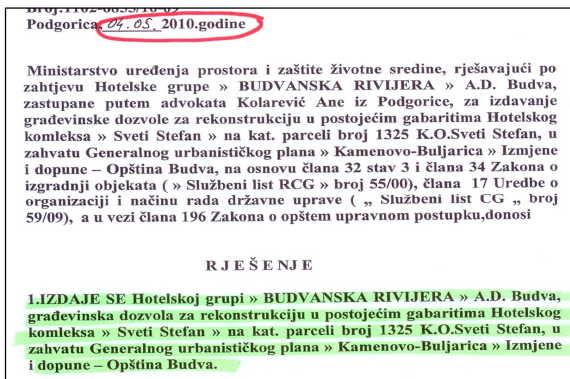 Podgorica, 04.05. 2010.godine
Ministarstvo uređenja prostora i zaštite životne sredine, rješavajući po
zahtjevu Hotelske grupe » BUDVANSKA RIVIJERA » A.D. Budva,
zastupane putem advokata Kolarević Ane iz Podgorice, za izdavanje
građevinske dozvole za rekonstrukciju u postojećim gabaritima Hotelskog
komleksa » Sveti Stefan » na kat. parceli broj 1325 K.O.Sveti Stefan, u
zahvatu Generalnog urbanističkog plana » Kamenovo-Buljarica » Izmjene
i dopune – Opština Budva, na osnovu člana 32 stav 3 i člana 34 Zakona o
izgradnji objekata ( » Službeni list RCG » broj 55/00), člana 17 Uredbe o
organizaciji i načinu rada državne uprave ( „ Službeni list CG „ broj
59/09), a u vezi člana 196 Zakona o opštem upravnom postupku,donosi
R J E Š E NJ E
1.IZDAJE SE Hotelskoj grupi » BUDVANSKA RIVIJERA » A.D. Budva,
građevinska dozvola za rekonstrukciju u postojećim gabaritima Hotelskog
komleksa » Sveti Stefan » na kat. parceli broj 1325 K.O.Sveti Stefan, u
zahvatu Generalnog urbanističkog plana » Kamenovo-Buljarica » Izmjene
i dopune – Opština Budva.